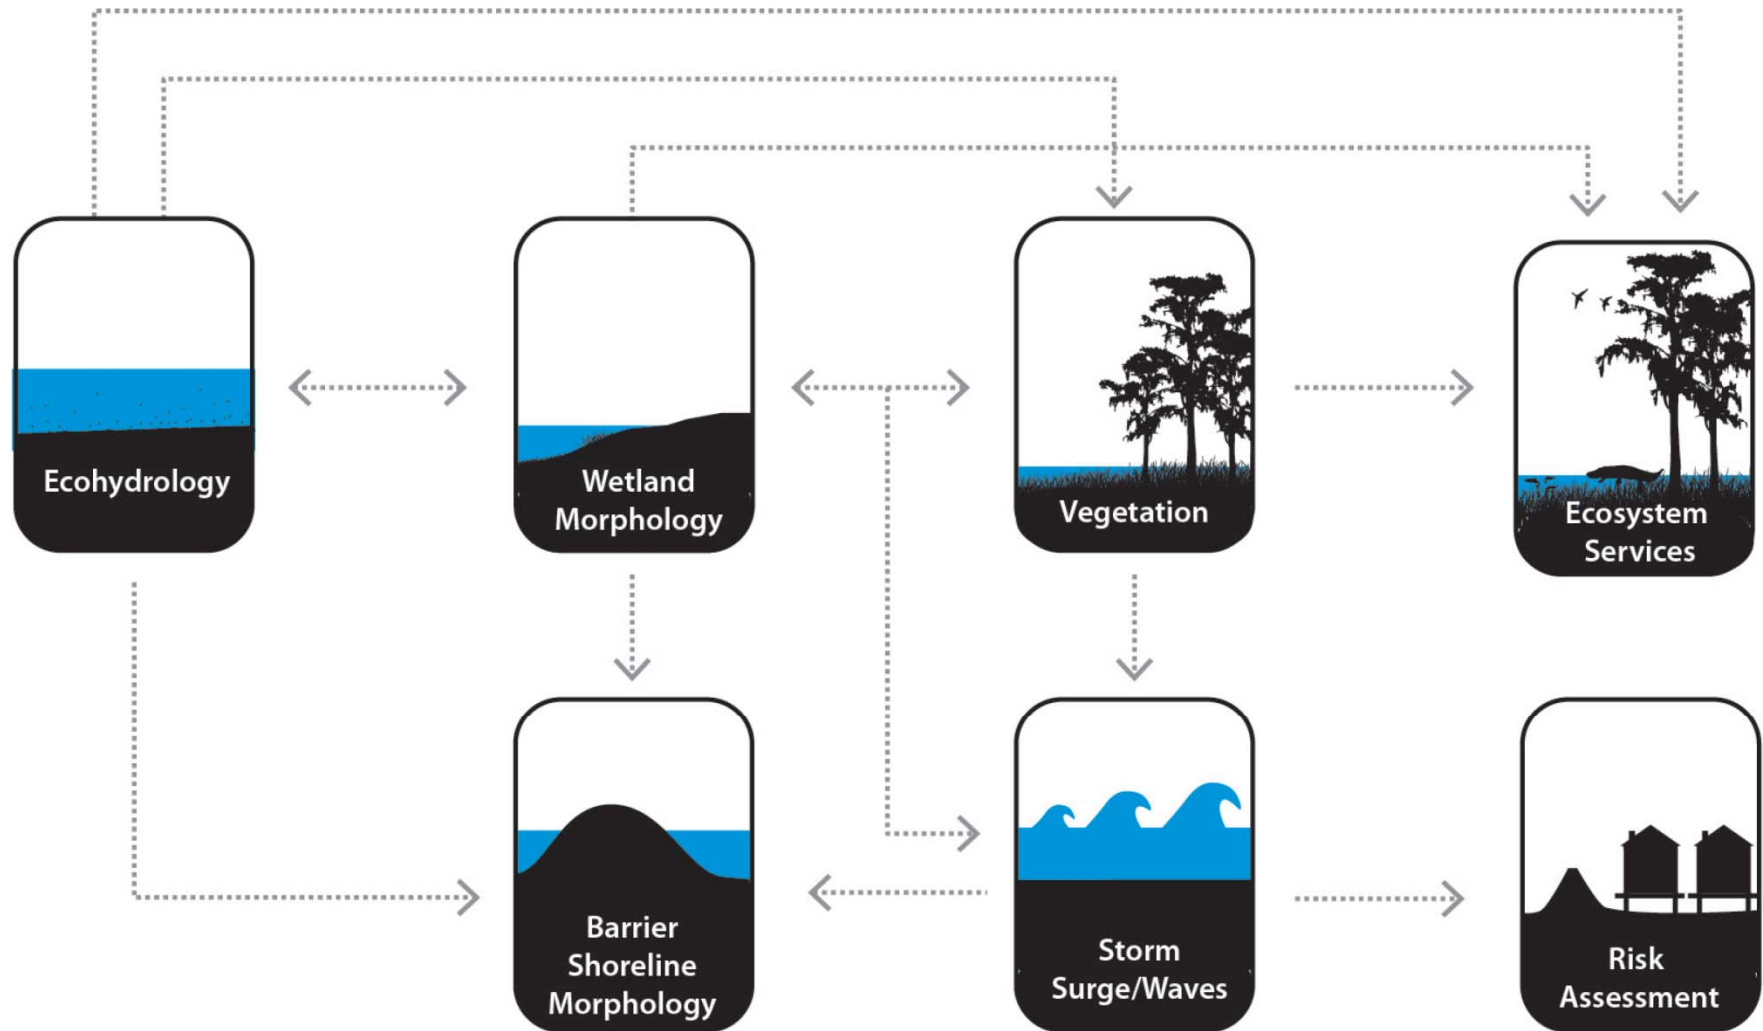 Ecohydrology
Wetland
Morphology
Vegetation
Ecosystem
Services
Barrier
Shoreline
Morphology
Storm
Surge/Waves
Risk
Assessment